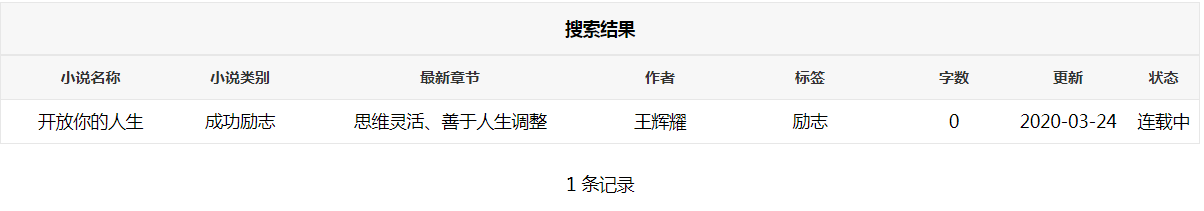 搜索结果
小说名称 小说类别 最新章节 作者 标签 字数 更新 状态
开放你的人生 成功励志 思维灵活、善于人生调整 王辉耀 励志 0 2020-03-24 连载中
1 条记录